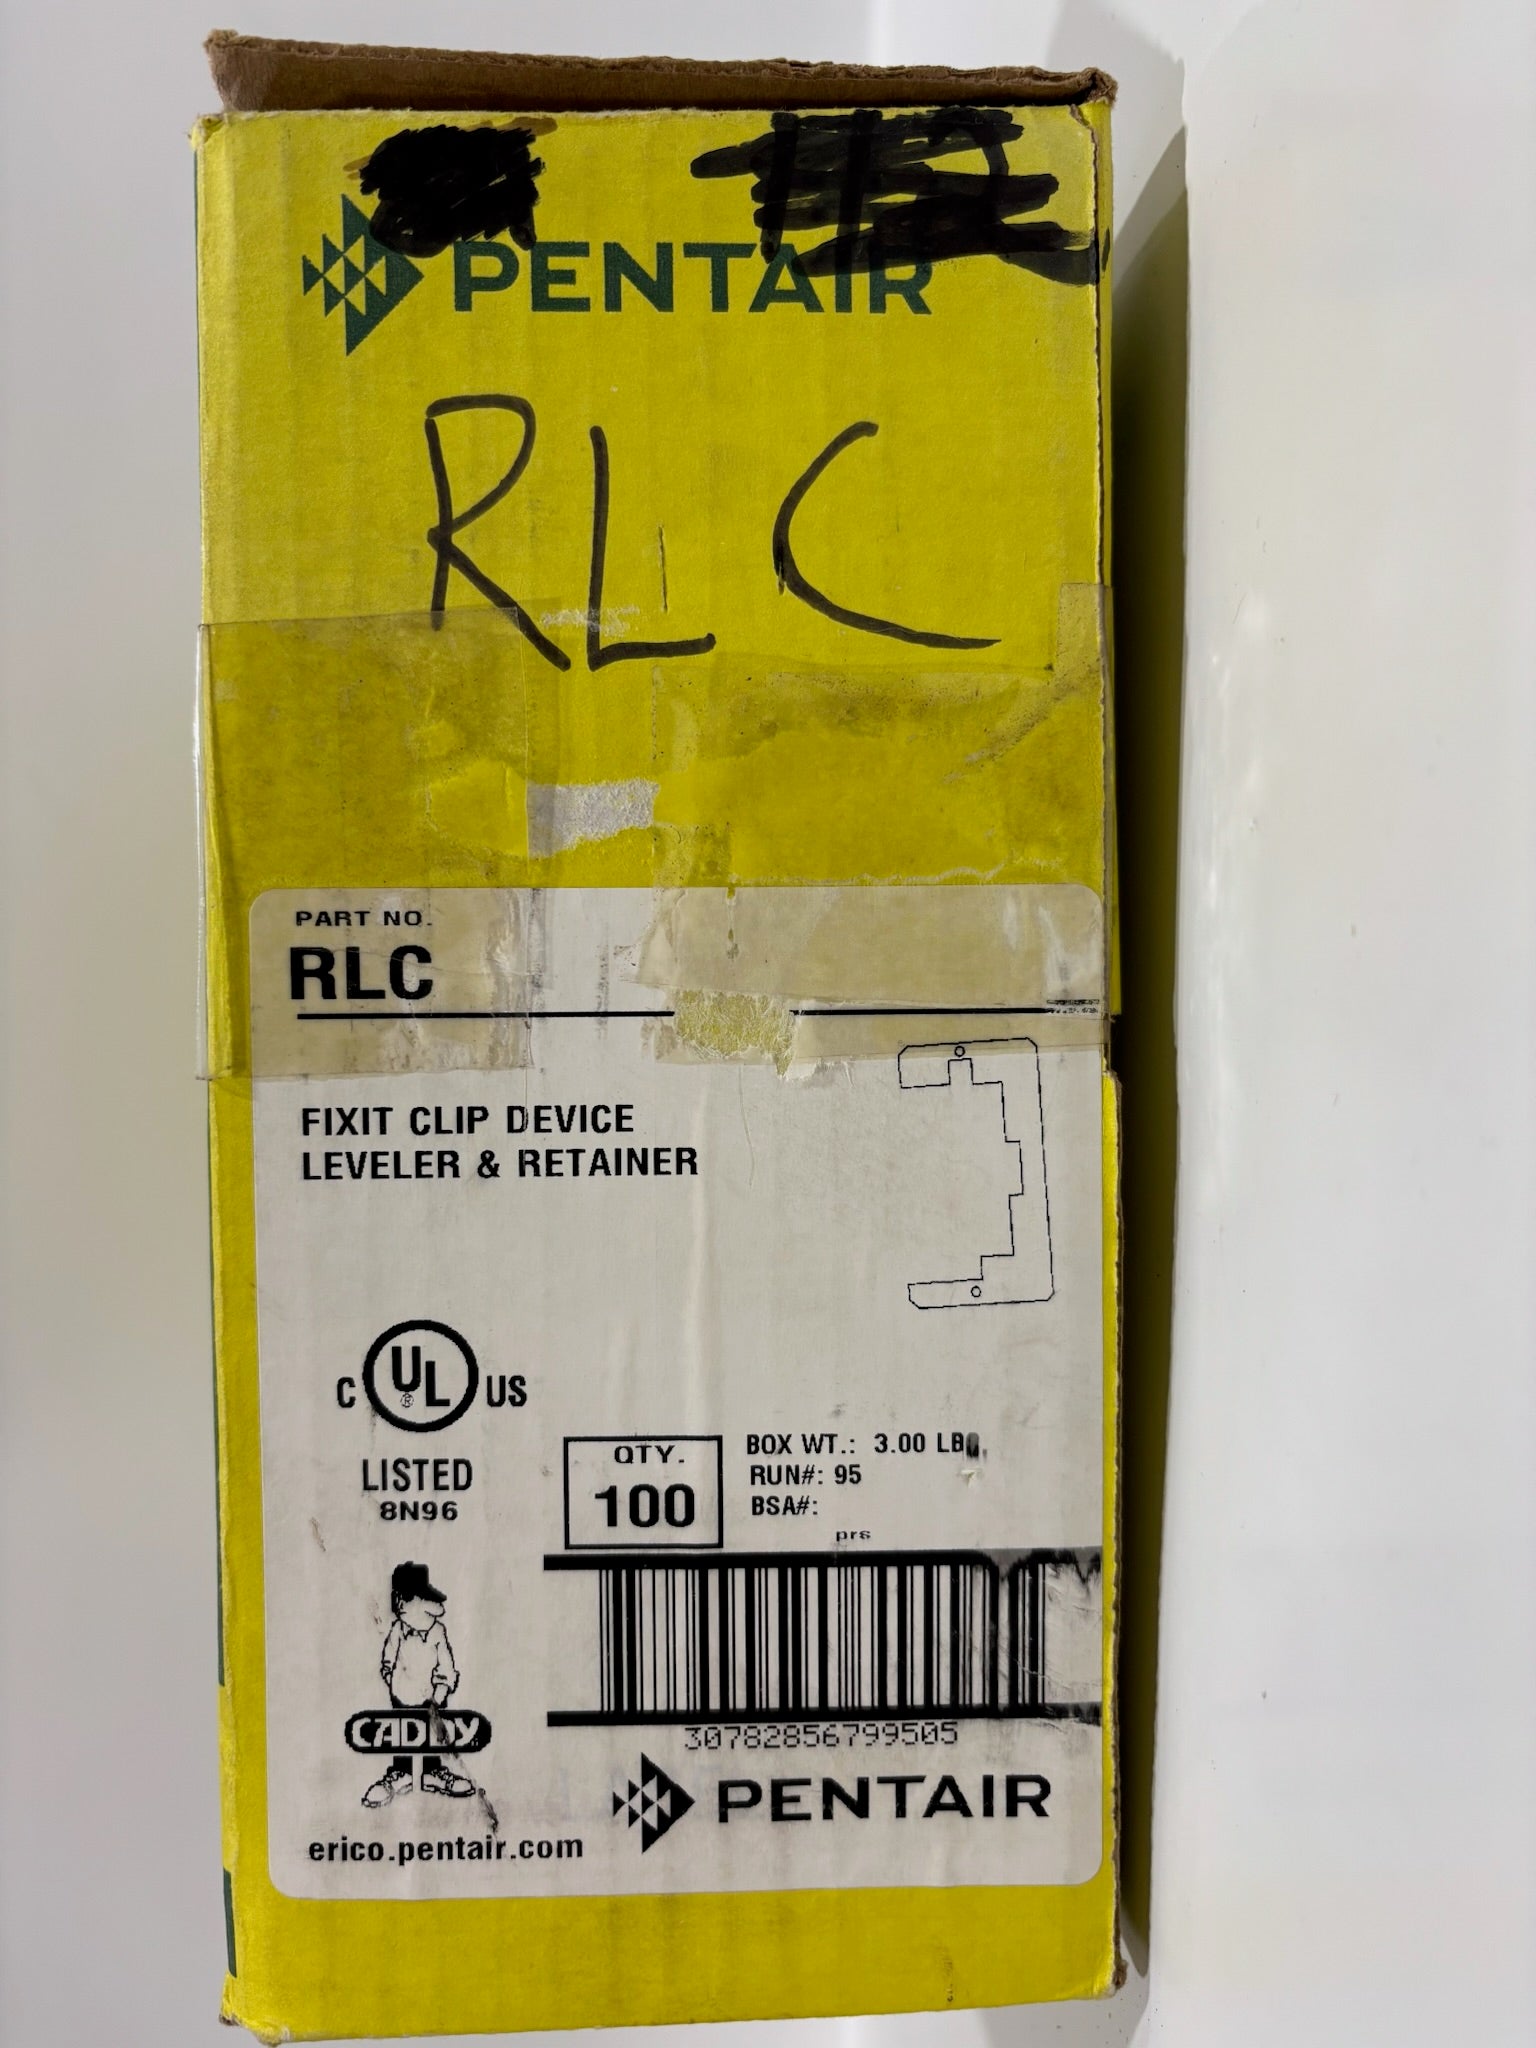 PENTAIR
RLC
PART NO.
RLC
FIXIT CLIP DEVICE
LEVELER & RETAINER
C UL® US
LISTED
8N96
QTY.
100
BOX WT.: 3.00 LB
RUN#: 95
BSA#:
prs
30782856799505
CADDY
PENTAIR
erico.pentair.com